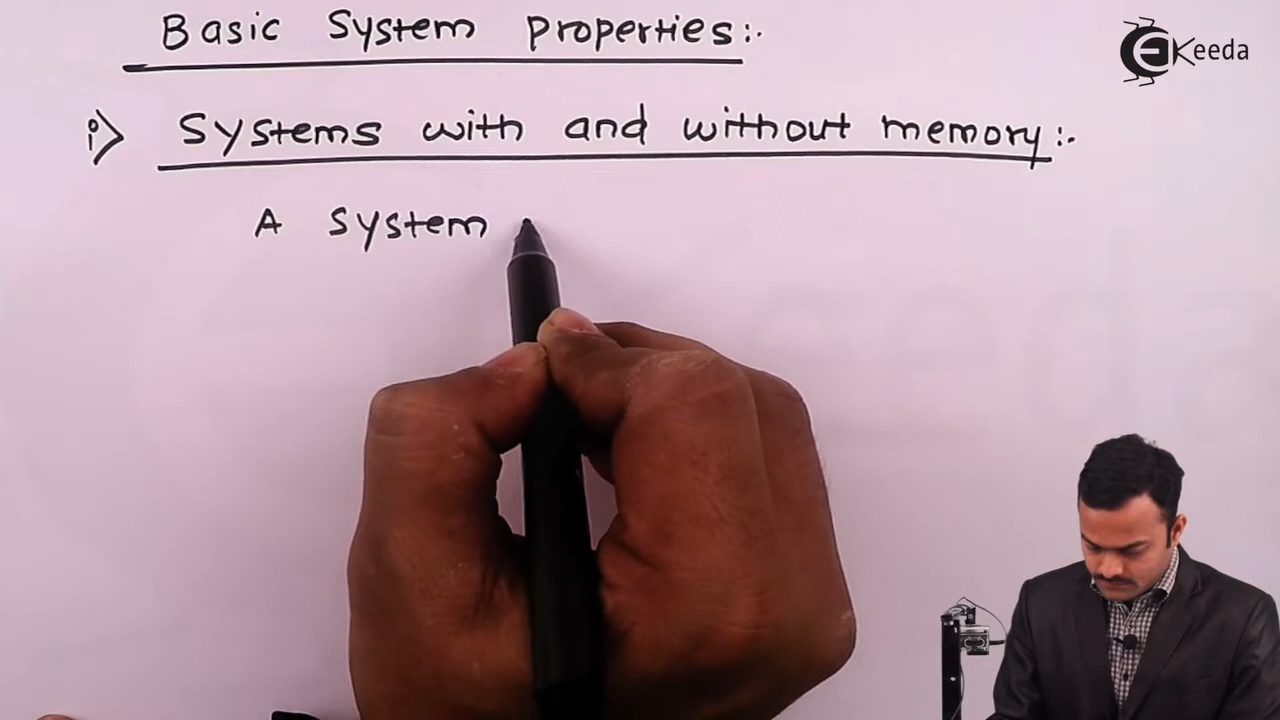 Basic System Properties:.
EKeeda
i) Systems with and without memory:.
A System